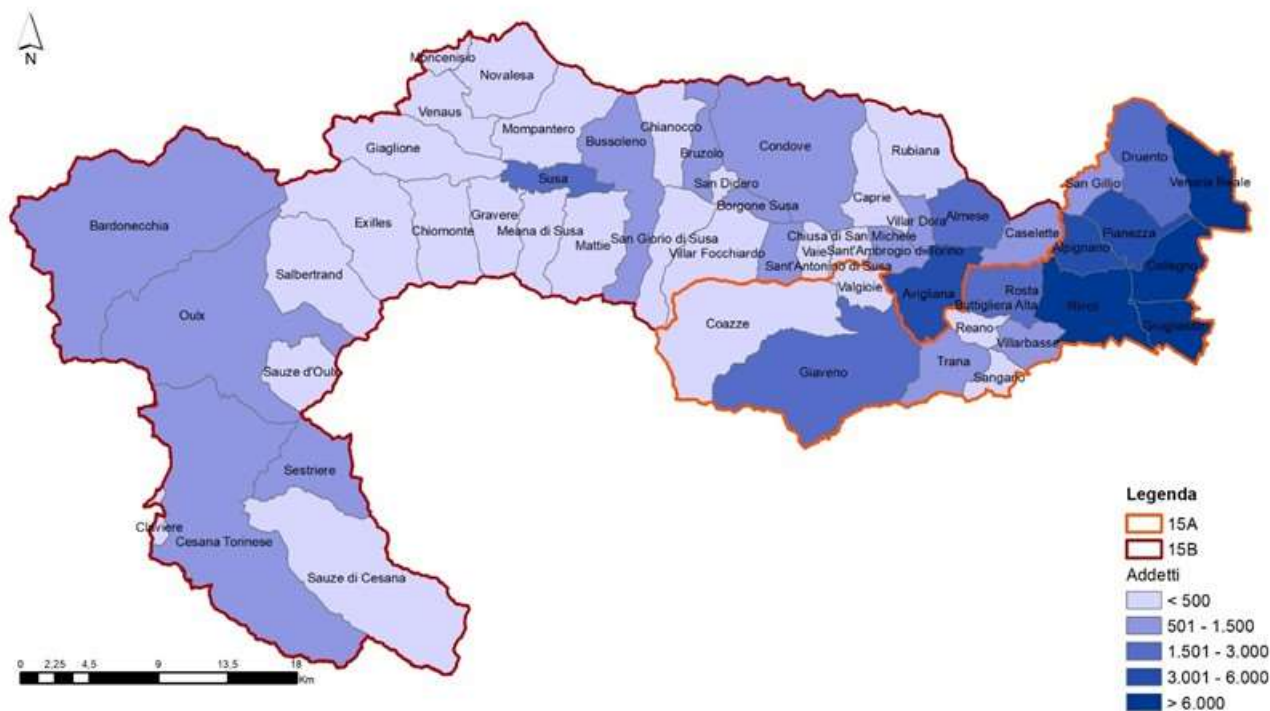 N
Moncenisio
Novalesa
Venaus
Mompantero
Giaglione
Bussoleno
Chianocco
Bruzolo
Condove
Rubiana
Druento
San Gillio
Venaria Reale
Susa
San Didero
Caprie
Bardonecchia
Exilles
Chiomonte
Gravere
Meana di Susa
Mattie
San Giorio di Susa
Borgone Susa
Villar Focchiardo
Chiusa di San Michele
Vaie
Sant'Antonino di Susa
Sant'Ambrogio di Torino
Villar Dora
Almese
Caselette
Alpignano
Pianezza
Collegno
Salbertrand
Oulx
Valgioie
Avigliana
Rosta
Buttigliera Alta
Rivoli
Grugliasco
Coazze
Reano
Villarbasse
Sauze d'Oulx
Giaveno
Trana
Sangano
Sestriere
Claviere
Cesana Torinese
Sauze di Cesana
Legenda
15A
15B
Addetti
< 500
501 - 1.500
1.501 - 3.000
3.001 - 6.000
> 6.000
0 2,25 4,5 9 13,5 18
Km